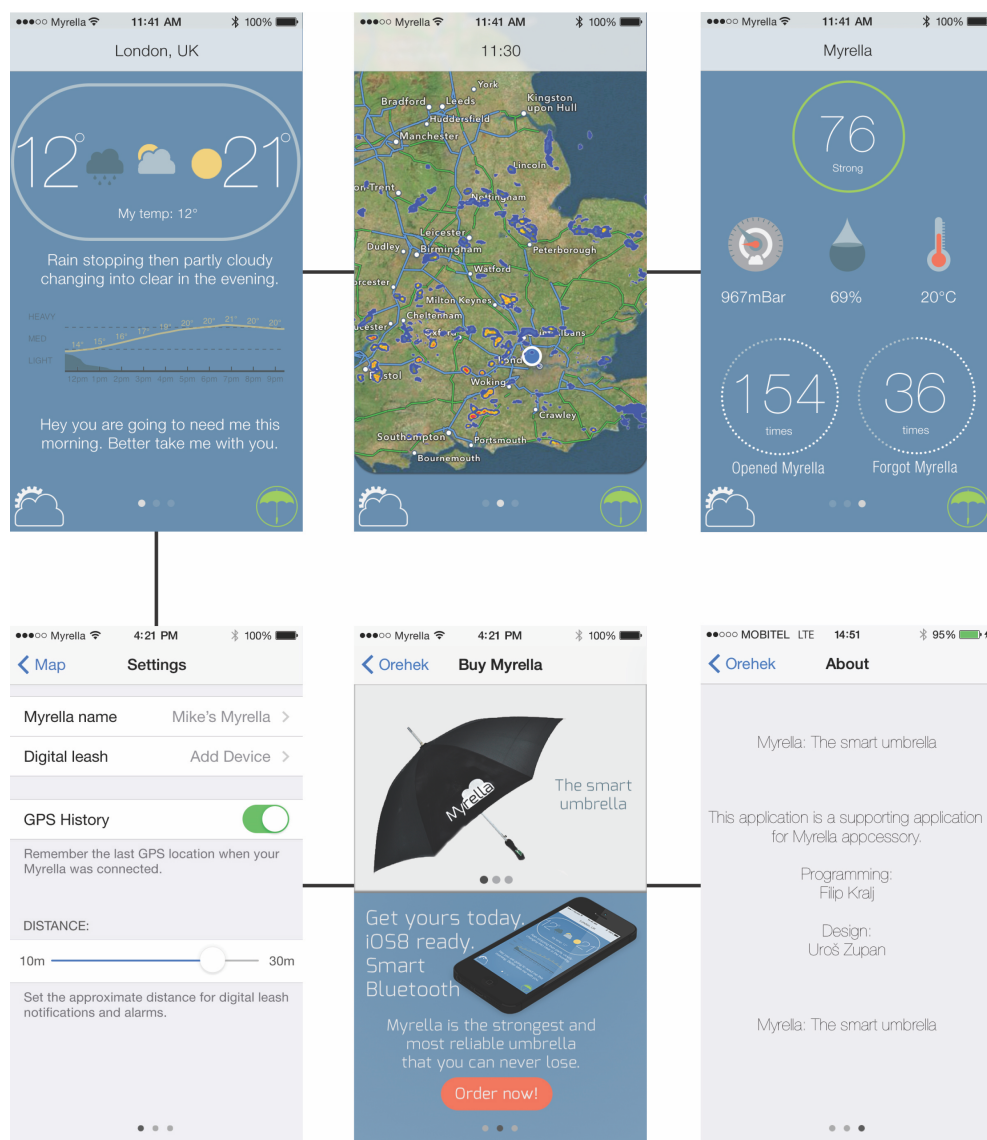 Myrella 11:41 AM 100%
London, UK
12° 21°
My temp: 12°
Rain stopping then partly cloudy
changing into clear in the evening.
HEAVY
MED
LIGHT
14° 15° 16° 17° 19° 20° 20° 21° 20° 20°
12pm 1pm 2pm 3pm 4pm 5pm 6pm 7pm 8pm 9pm
Hey you are going to need me this
morning. Better take me with you.
Myrella 11:41 AM 100%
11:30
York
Bradford Leeds
Kingston
upon Hull
Huddersfield
Manchester
Lincoln
on-Trent
Nottingham
Leicester
Dudley Birmingham
Peterborough
Watford
orcester
Milton Keynes
Cheltenham
ucester
Oxford
Albans
Lond
Bristol
Woking
Crawley
Southampton
Portsmouth
Bournemouth
Myrella 11:41 AM 100%
Myrella
76
Strong
967mBar 69% 20°C
154 36
times times
Opened Myrella Forgot Myrella
Myrella 4:21 PM 100%
Map Settings
Myrella name Mike's Myrella
Digital leash Add Device
GPS History
Remember the last GPS location when your
Myrella was connected.
DISTANCE:
10m 30m
Set the approximate distance for digital leash
notifications and alarms.
Myrella 4:21 PM 100%
Orehek Buy Myrella
Myrella
The smart
umbrella
Get yours today.
iOS8 ready.
Smart
Bluetooth
Myrella is the strongest and
most reliable umbrella
that you can never lose.
Order now!
MOBITEL LTE 14:51 95%
Orehek About
Myrella: The smart umbrella
This application is a supporting application
for Myrella appcessory.
Programming:
Filip Kralj
Design:
Uroš Zupan
Myrella: The smart umbrella